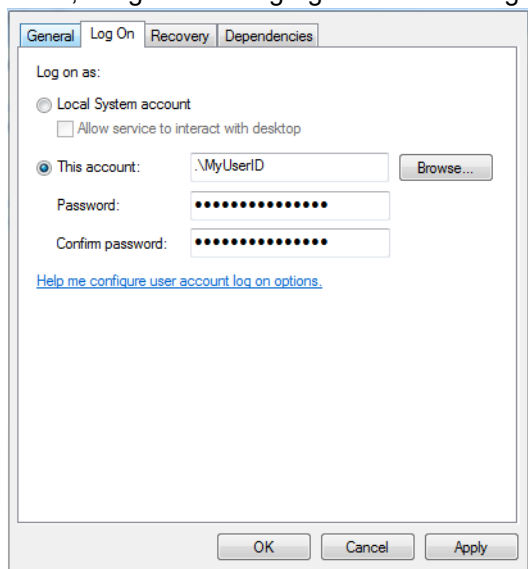 General Log On Recovery Dependencies
Log on as:
Local System account
Allow service to interact with desktop
This account: .\MyUserID Browse...
Password: •••••••••••••••
Confirm password: •••••••••••••••
Help me configure user account log on options.
OK Cancel Apply